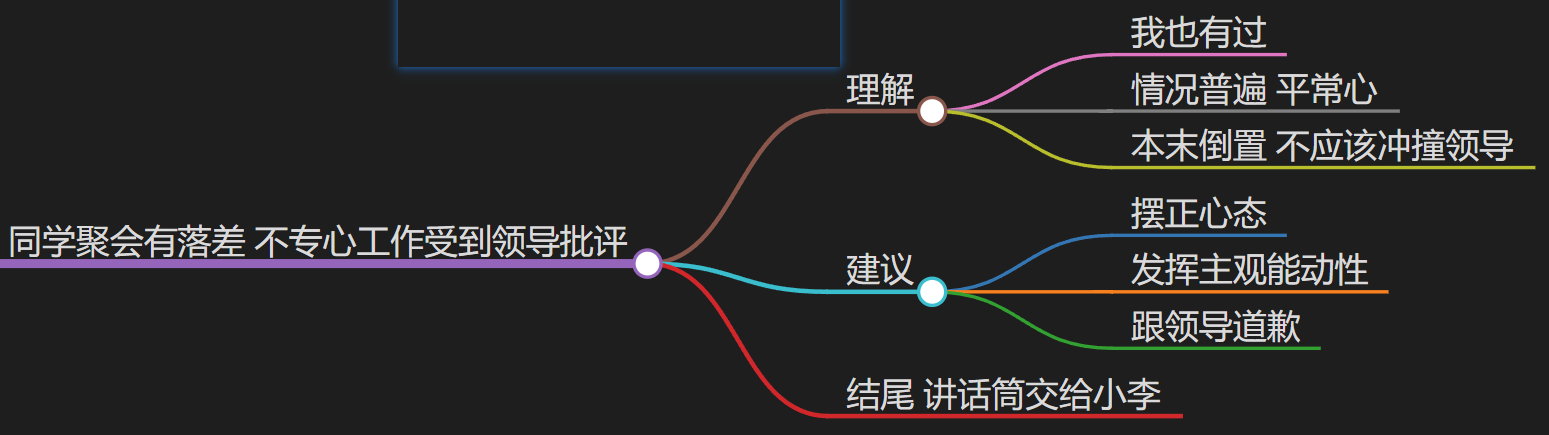 同学聚会有落差 不专心工作受到领导批评
理解
我也有过
情况普遍 平常心
本末倒置 不应该冲撞领导
建议
摆正心态
发挥主观能动性
跟领导道歉
结尾 讲话筒交给小李